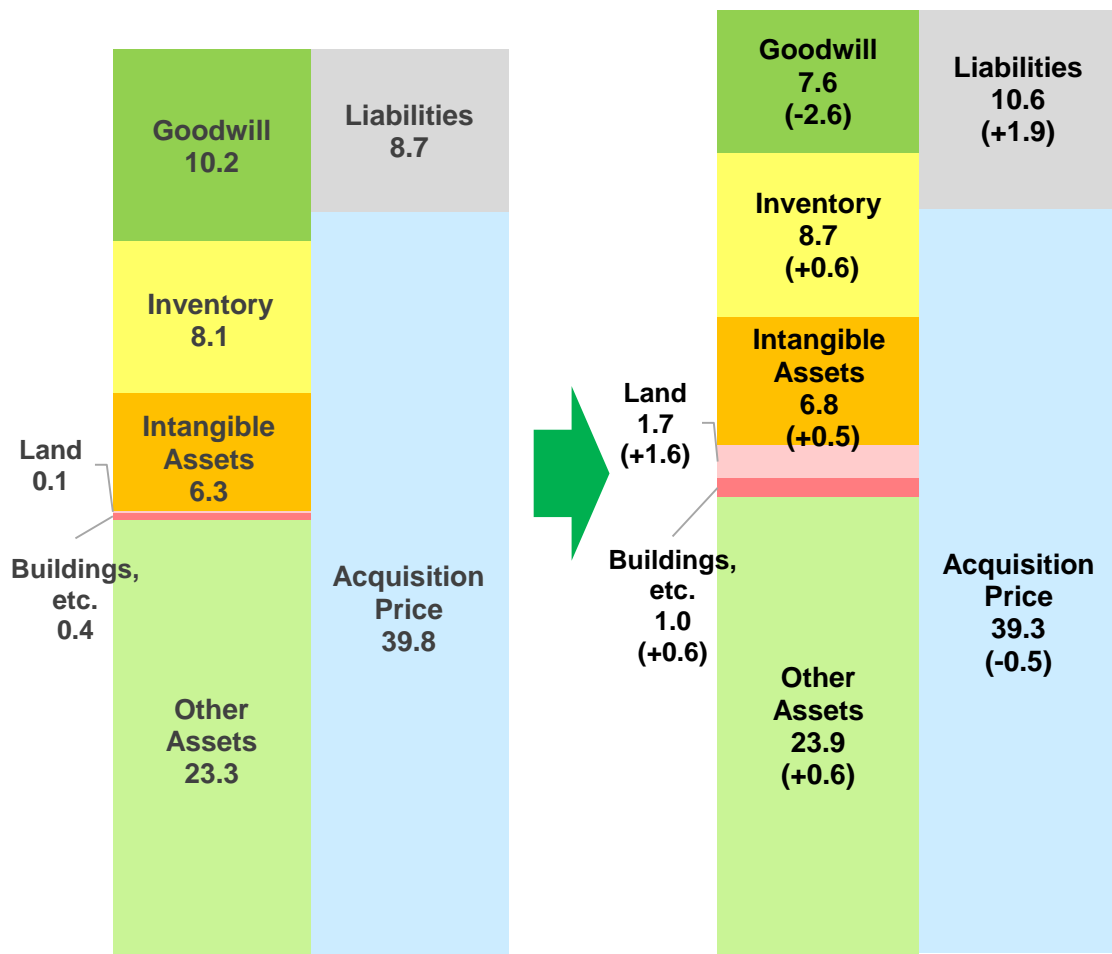 Goodwill
10.2
Liabilities
8.7
Inventory
8.1
Intangible
Assets
6.3
Land
0.1
Buildings,
etc.
0.4
Acquisition
Price
39.8
Other
Assets
23.3
Goodwill
7.6
(-2.6)
Liabilities
10.6
(+1.9)
Inventory
8.7
(+0.6)
Intangible
Assets
6.8
(+0.5)
Land
1.7
(+1.6)
Buildings,
etc.
1.0
(+0.6)
Acquisition
Price
39.3
(-0.5)
Other
Assets
23.9
(+0.6)